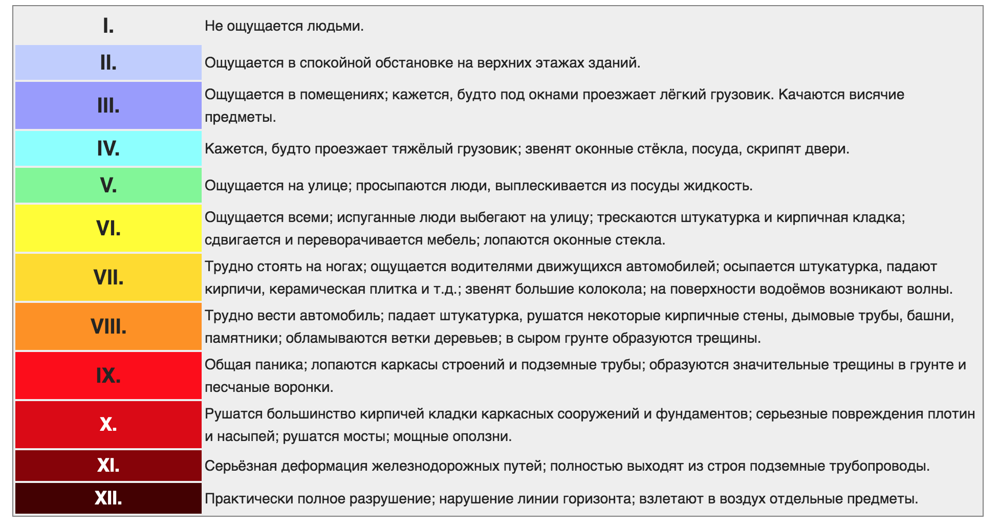 I.
Не ощущается людьми.
II.
Ощущается в спокойной обстановке на верхних этажах зданий.
III.
Ощущается в помещениях; кажется, будто под окнами проезжает лёгкий грузовик. Качаются висячие
предметы.
IV.
Кажется, будто проезжает тяжёлый грузовик; звенят оконные стёкла, посуда, скрипят двери.
V.
Ощущается на улице; просыпаются люди, выплескивается из посуды жидкость.
VI.
Ощущается всеми; испуганные люди выбегают на улицу; трескаются штукатурка и кирпичная кладка;
сдвигается и переворачивается мебель; лопаются оконные стекла.
VII.
Трудно стоять на ногах; ощущается водителями движущихся автомобилей; осыпается штукатурка, падают
кирпичи, керамическая плитка и т.д.; звенят большие колокола; на поверхности водоёмов возникают волны.
VIII.
Трудно вести автомобиль; падает штукатурка, рушатся некоторые кирпичные стены, дымовые трубы, башни,
памятники; обламываются ветки деревьев; в сыром грунте образуются трещины.
IX.
Общая паника; лопаются каркасы строений и подземные трубы; образуются значительные трещины в грунте и
песчаные воронки.
X.
Рушатся большинство кирпичей кладки каркасных сооружений и фундаментов; серьезные повреждения плотин
и насыпей; рушатся мосты; мощные оползни.
XI.
Серьёзная деформация железнодорожных путей; полностью выходят из строя подземные трубопроводы.
XII.
Практически полное разрушение; нарушение линии горизонта; взлетают в воздух отдельные предметы.